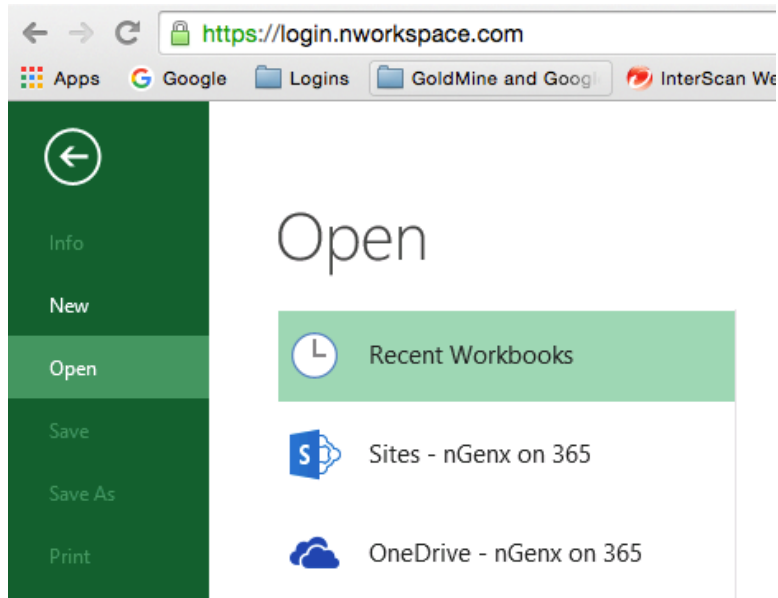 https://login.nworkspace.com
Apps Google Logins GoldMine and Googl InterScan We
Info
Open
New
Recent Workbooks
Open
Save
Sites - nGenx on 365
Save As
Print
OneDrive - nGenx on 365